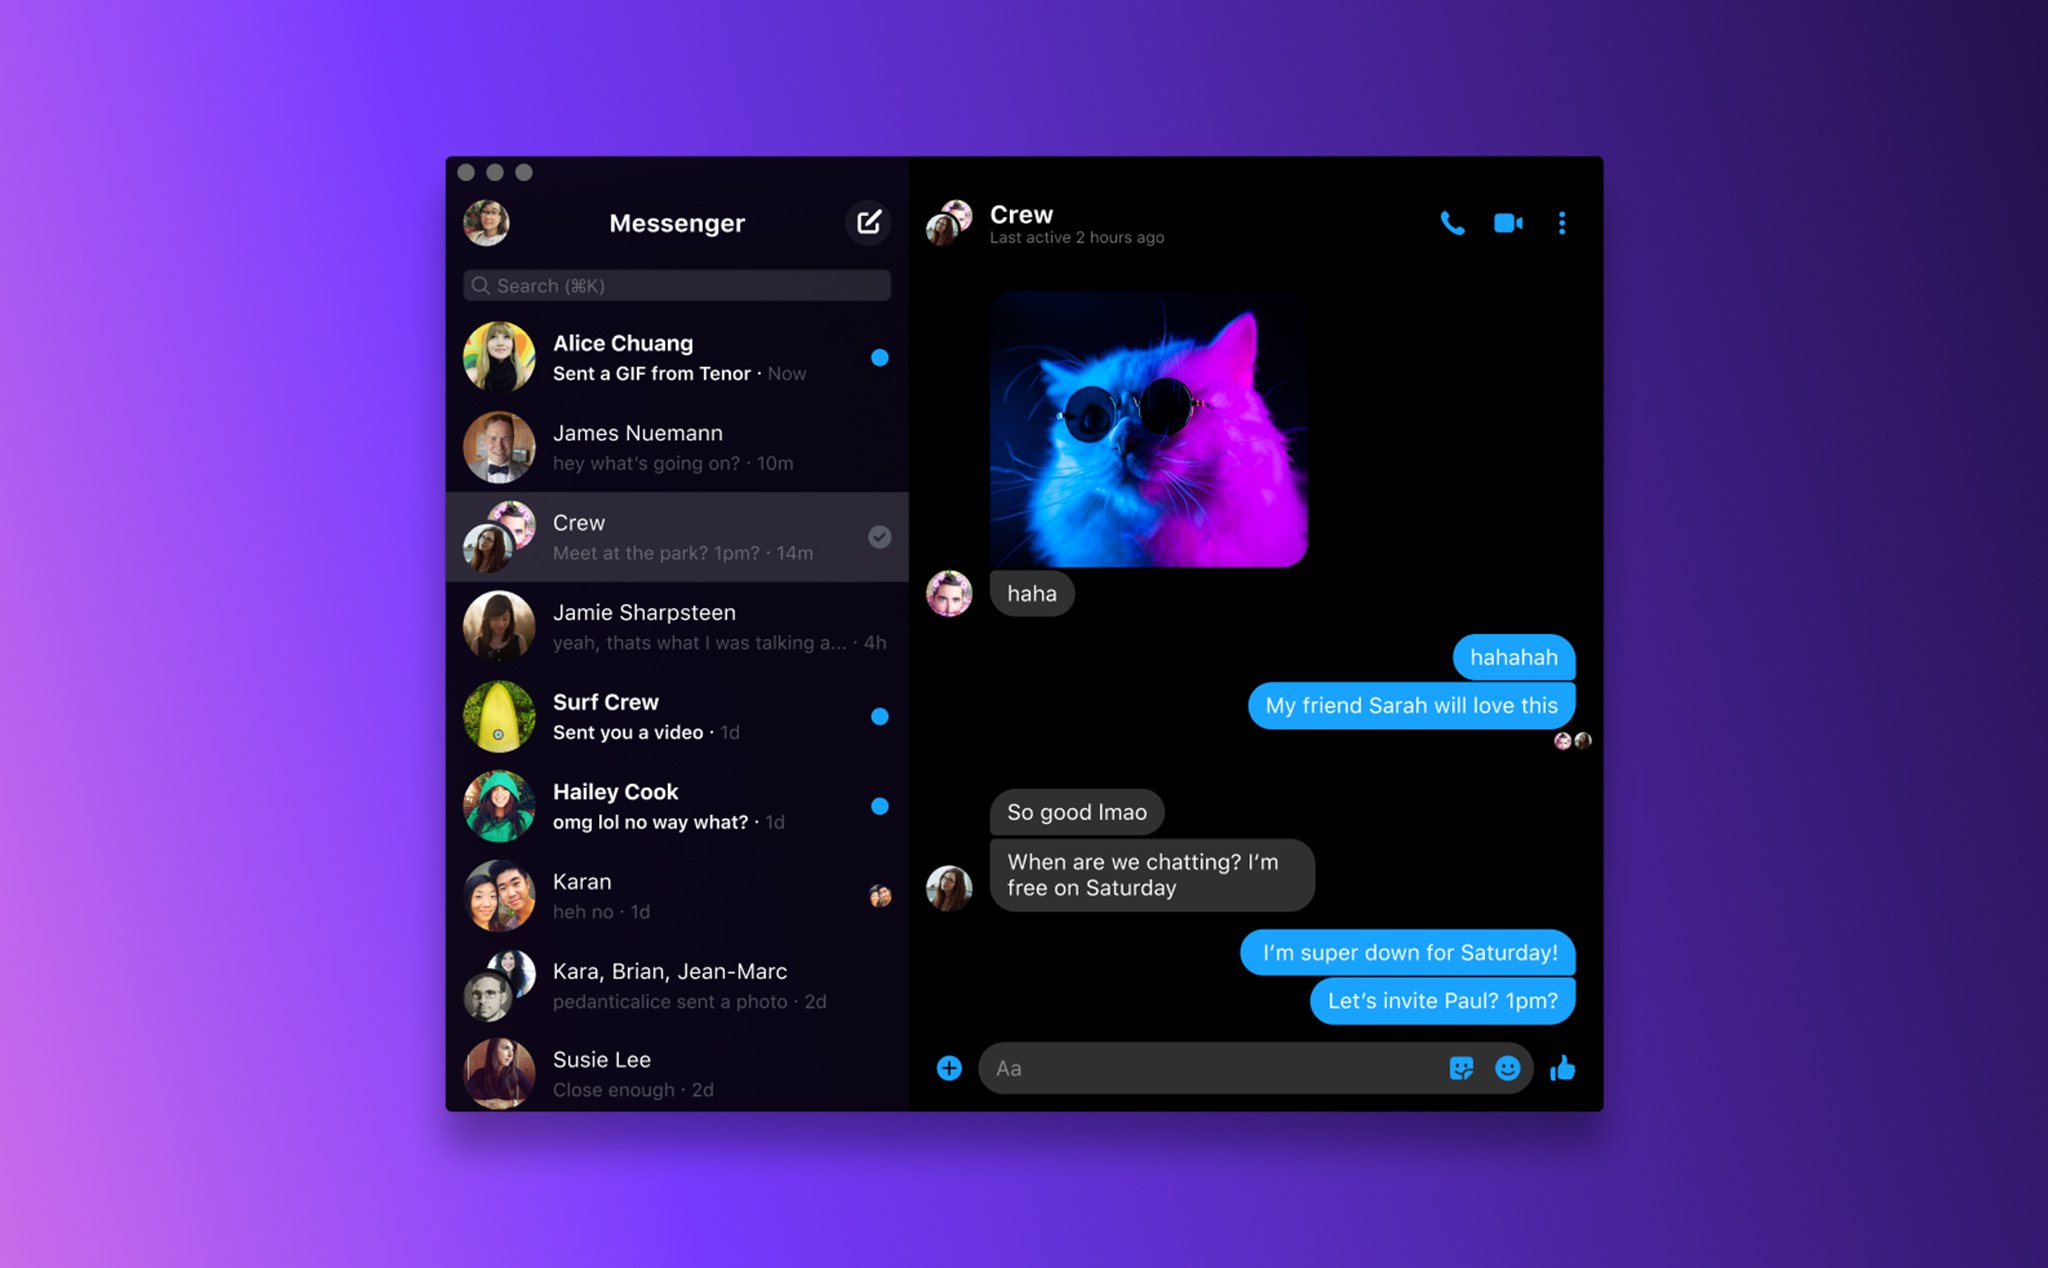 Messenger
Search (⌘K)
Alice Chuang
Sent a GIF from Tenor · Now
James Nuemann
hey what's going on? · 10m
Crew
Meet at the park? 1pm? · 14m
Jamie Sharpsteen
yeah, thats what I was talking a... · 4h
Surf Crew
Sent you a video · 1d
Hailey Cook
omg lol no way what? · 1d
Karan
heh no · 1d
Kara, Brian, Jean-Marc
pedanticalice sent a photo · 2d
Susie Lee
Close enough · 2d
Crew
Last active 2 hours ago
haha
hahahah
My friend Sarah will love this
So good lmao
When are we chatting? I'm
free on Saturday
I'm super down for Saturday!
Let's invite Paul? 1pm?
Aa